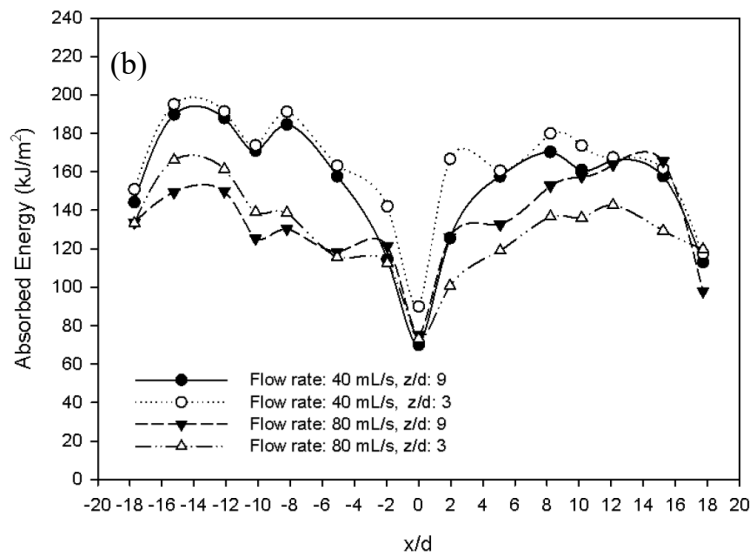 (b)
Absorbed Energy (kJ/m²)
240
220
200
180
160
140
120
100
80
60
40
20
0
Flow rate: 40 mL/s, z/d: 9
Flow rate: 40 mL/s, z/d: 3
Flow rate: 80 mL/s, z/d: 9
Flow rate: 80 mL/s, z/d: 3
-20 -18 -16 -14 -12 -10 -8 -6 -4 -2 0 2 4 6 8 10 12 14 16 18 20
x/d